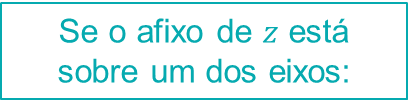 Se o afixo de z está
sobre um dos eixos: